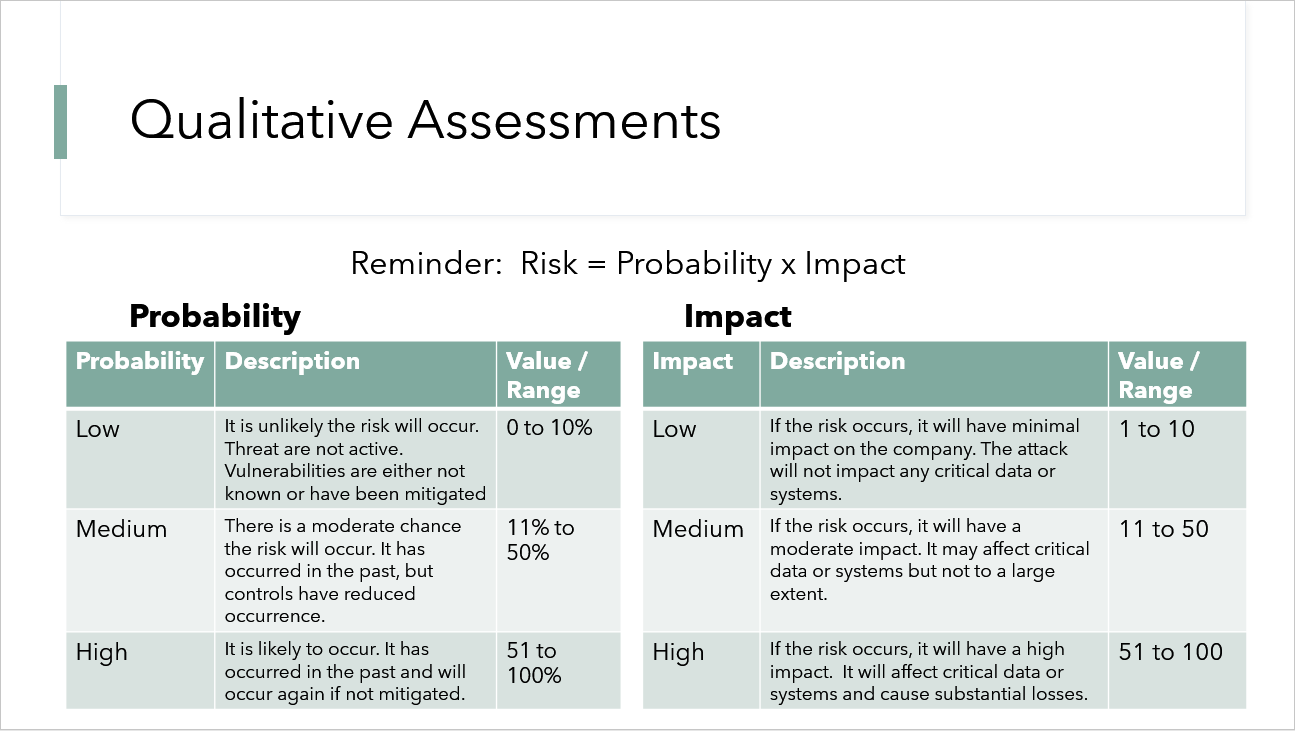 Qualitative Assessments
Reminder:  Risk = Probability x Impact
Probability
Probability
Description
Value /
Range
Low
It is unlikely the risk will occur.
Threat are not active.
Vulnerabilities are either not
known or have been mitigated
0 to 10%
Medium
There is a moderate chance
the risk will occur. It has
occurred in the past, but
controls have reduced
occurrence.
11% to
50%
High
It is likely to occur. It has
occurred in the past and will
occur again if not mitigated.
51 to
100%
Impact
Impact
Description
Value /
Range
Low
If the risk occurs, it will have minimal
impact on the company. The attack
will not impact any critical data or
systems.
1 to 10
Medium
If the risk occurs, it will have a
moderate impact. It may affect critical
data or systems but not to a large
extent.
11 to 50
High
If the risk occurs, it will have a high
impact.  It will affect critical data or
systems and cause substantial losses.
51 to 100